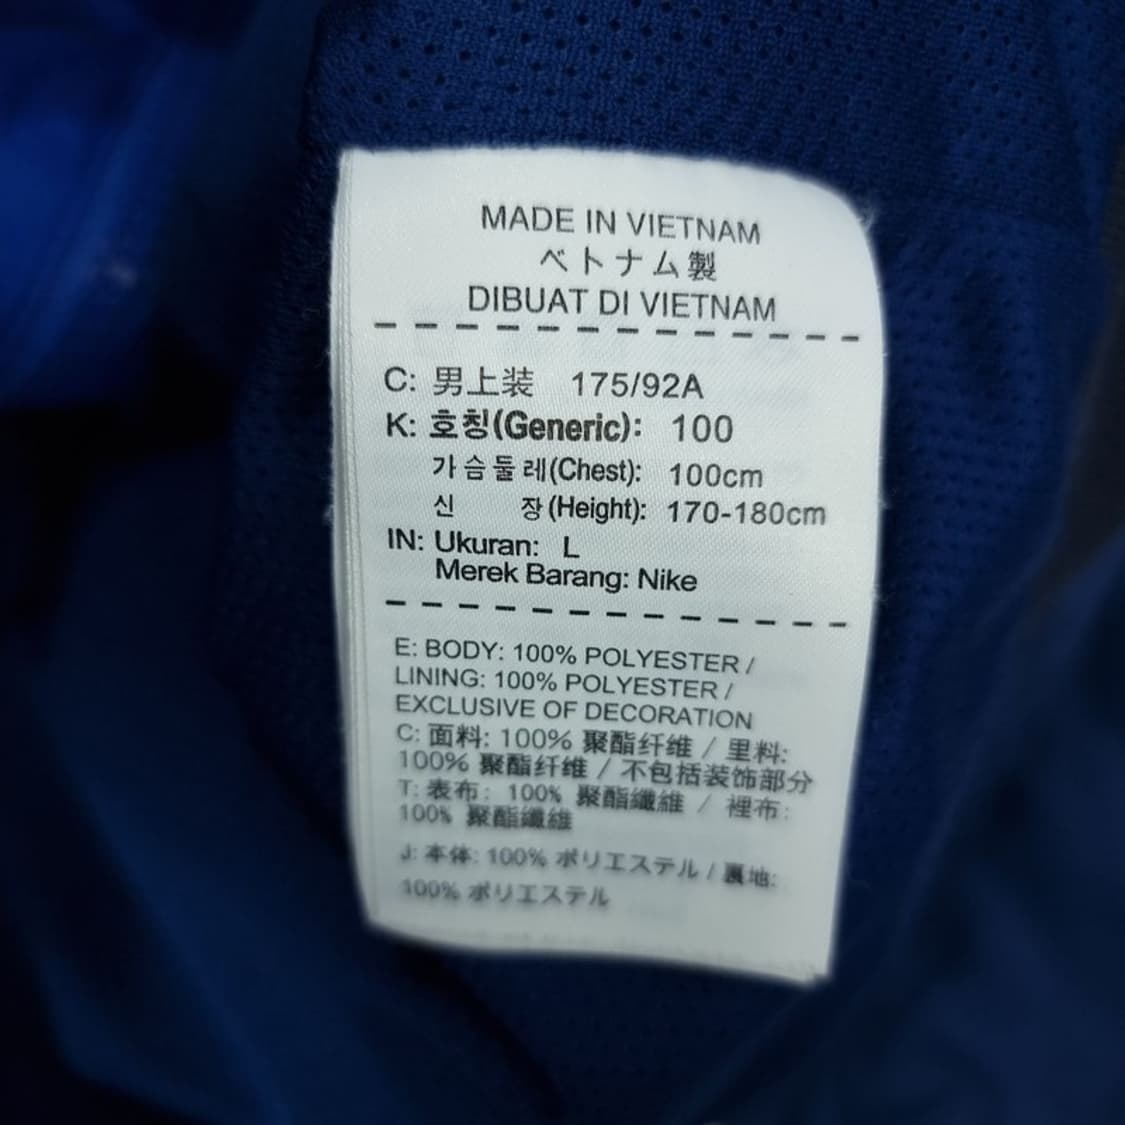 MADE IN VIETNAM
ベトナム製
DIBUAT DI VIETNAM
C: 男上装 175/92A
K: 호칭(Generic): 100
가슴둘레(Chest): 100cm
신 장(Height): 170-180cm
IN: Ukuran: L
Merek Barang: Nike
E: BODY: 100% POLYESTER /
LINING: 100% POLYESTER /
EXCLUSIVE OF DECORATION
C: 面料: 100% 聚酯纤维 / 里料:
100% 聚酯纤维 / 不包括装饰部分
T: 表布: 100% 聚酯纖維 / 裡布:
100% 聚酯纖維
J: 本体: 100% ポリエステル / 裏地:
100% ポリエステル